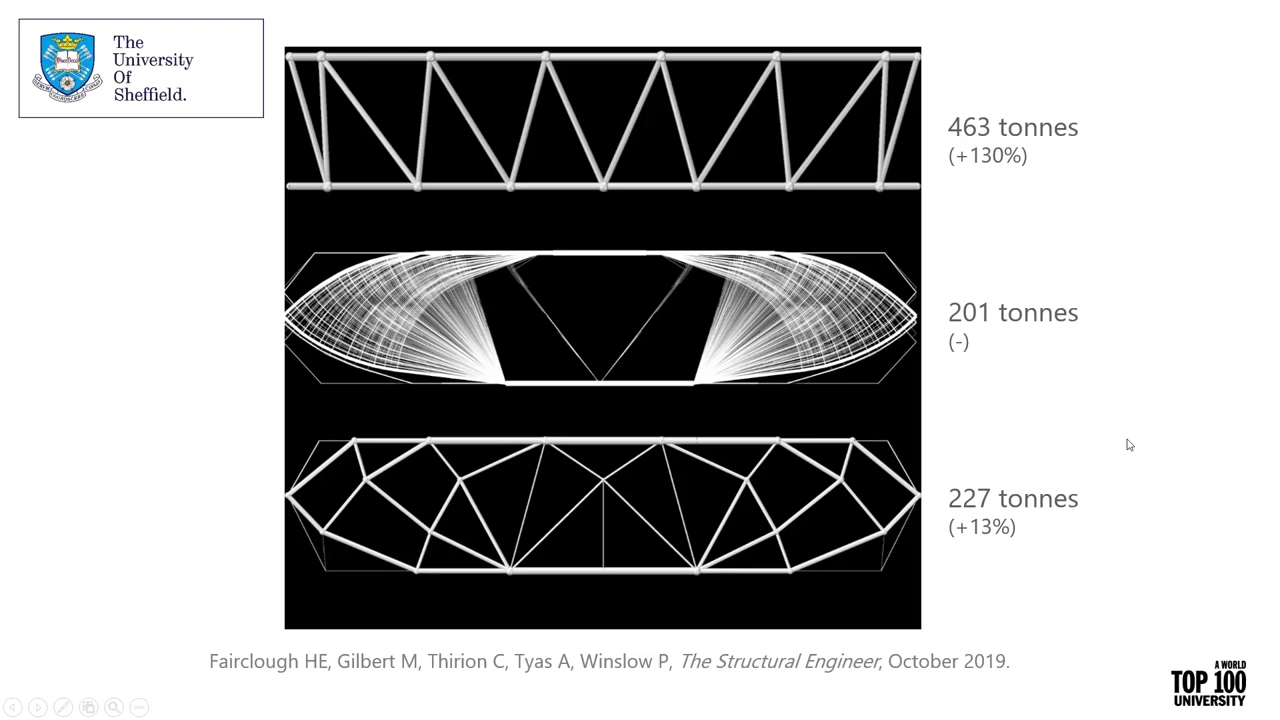 The
University
Of
Sheffield.
463 tonnes
(+130%)
201 tonnes
(-)
227 tonnes
(+13%)
Fairclough HE, Gilbert M, Thirion C, Tyas A, Winslow P, The Structural Engineer, October 2019.
A WORLD
TOP 100
UNIVERSITY